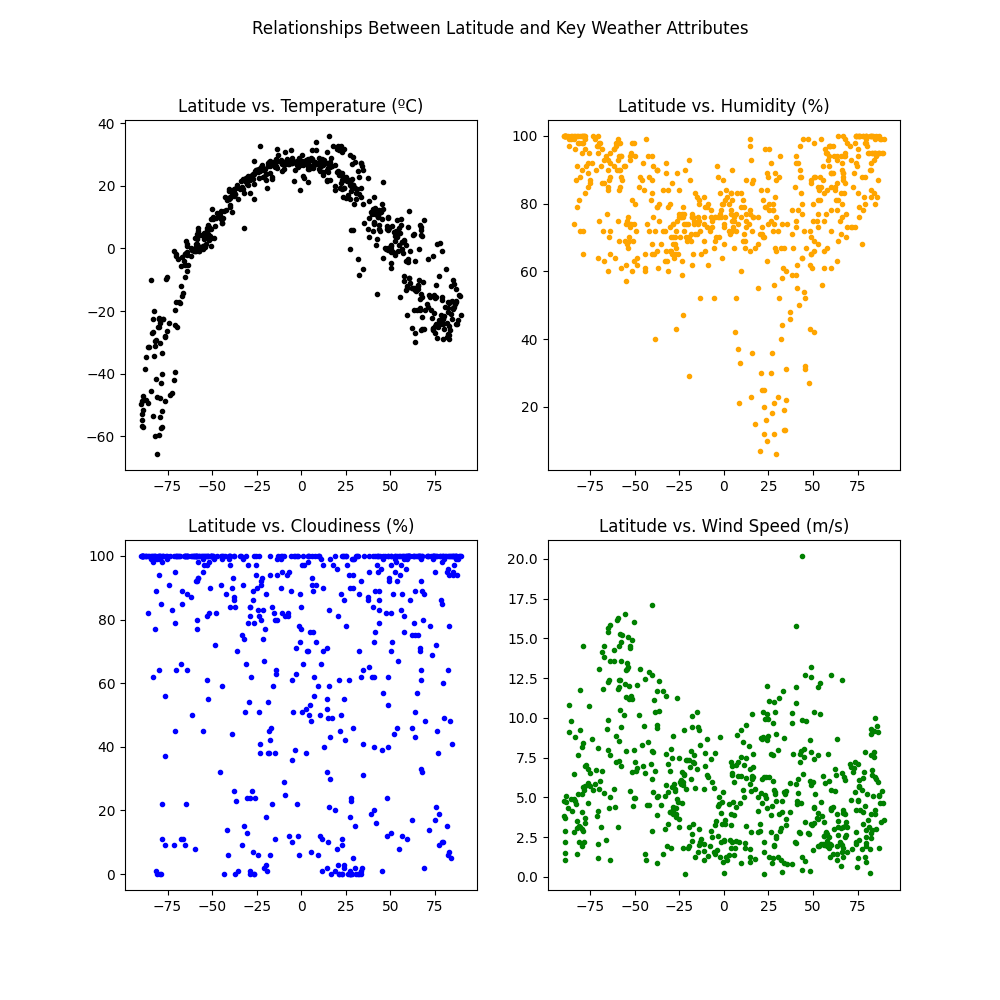 Relationships Between Latitude and Key Weather Attributes
Latitude vs. Temperature (ºC)
40
20
0
−20
−40
−60
−75 −50 −25 0 25 50 75
Latitude vs. Humidity (%)
100
80
60
40
20
−75 −50 −25 0 25 50 75
Latitude vs. Cloudiness (%)
100
80
60
40
20
0
−75 −50 −25 0 25 50 75
Latitude vs. Wind Speed (m/s)
20.0
17.5
15.0
12.5
10.0
7.5
5.0
2.5
0.0
−75 −50 −25 0 25 50 75